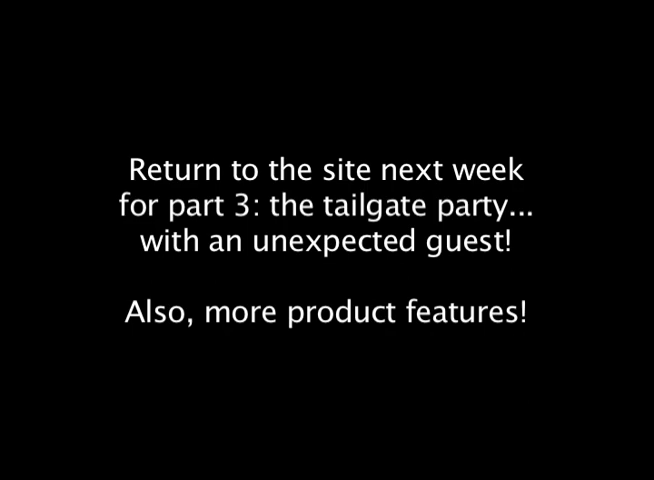 Return to the site next week
for part 3: the tailgate party...
with an unexpected guest!
Also, more product features!